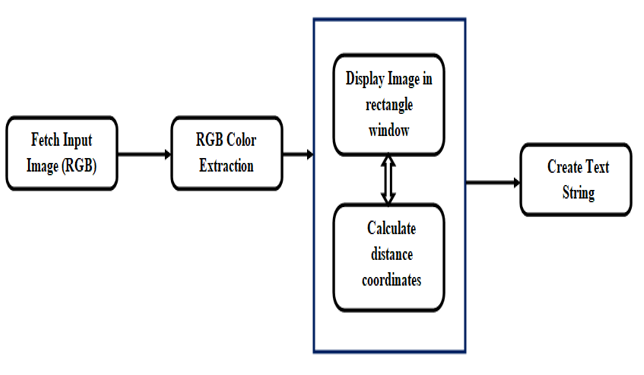 Fetch Input
Image (RGB)
RGB Color
Extraction
Display Image in
rectangle
window
Calculate
distance
coordinates
Create Text
String